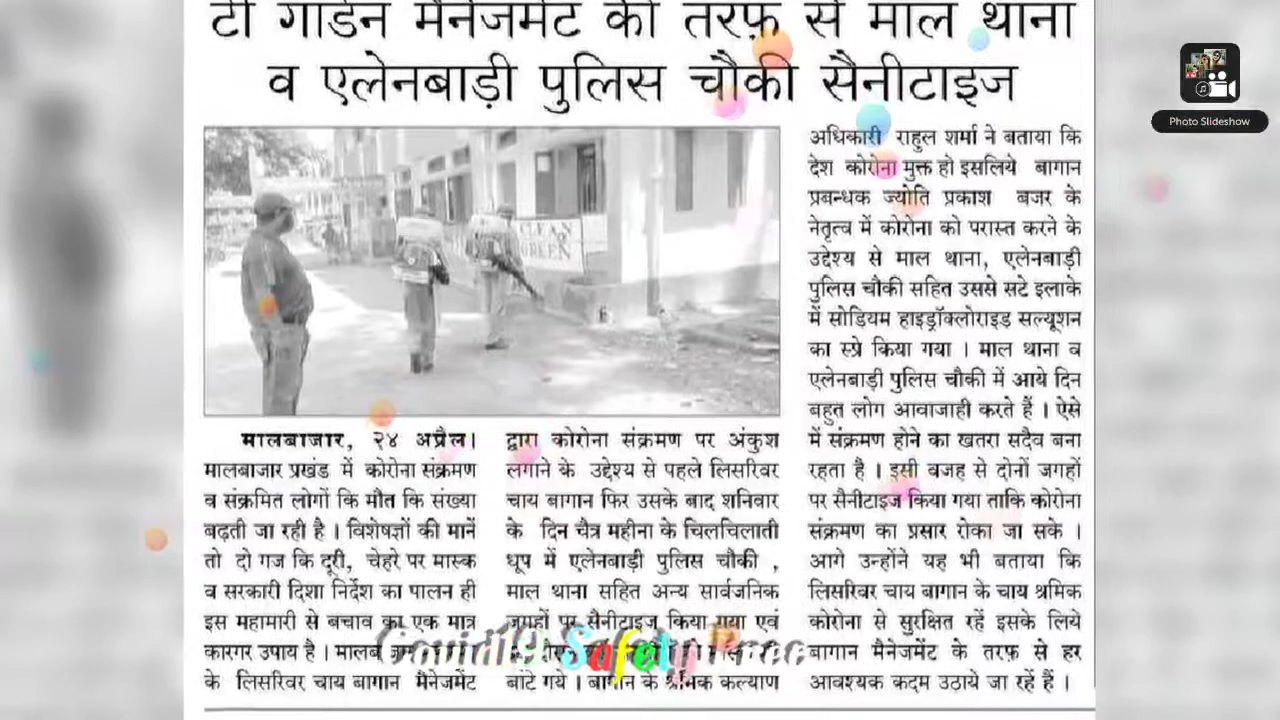 टी गार्डन मैनेजमेंट की तरफ़ से माल थाना
व एलेनबाड़ी पुलिस चौकी सैनीटाइज
Photo Slideshow
CLEAN
GREEN
मालबाजार, २४ अप्रैल।
मालबाजार प्रखंड में कोरोना संक्रमण
व संक्रमित लोगों कि मौत कि संख्या
बढ़ती जा रही है । विशेषज्ञों की मानें
तो दो गज कि दूरी, चेहरे पर मास्क
व सरकारी दिशा निर्देश का पालन ही
इस महामारी से बचाव का एक मात्र
कारगर उपाय है ।
के लिसरिवर चाय बागान मैनेजमेंट
द्वारा कोरोना संक्रमण पर अंकुश
लगाने के उद्देश्य से पहले लिसरिवर
चाय बागान फिर उसके बाद शनिवार
के दिन चैत्र महीना के चिलचिलाती
धूप में एलेनबाड़ी पुलिस चौकी ,
माल थाना सहित अन्य सार्वजनिक
जगहों पर सैनीटाइज किया गया एवं
बांटे गये । बागान के श्रमिक कल्याण
अधिकारी राहुल शर्मा ने बताया कि
देश कोरोना मुक्त हो इसलिये बागान
प्रबन्धक ज्योति प्रकाश बजर के
नेतृत्व में कोरोना को परास्त करने के
उद्देश्य से माल थाना, एलेनबाड़ी
पुलिस चौकी सहित उससे सटे इलाके
में सोडियम हाइड्रॉक्लोराइड सल्यूशन
का स्प्रे किया गया । माल थाना व
एलेनबाड़ी पुलिस चौकी में आये दिन
बहुत लोग आवाजाही करते हैं । ऐसे
में संक्रमण होने का खतरा सदैव बना
रहता है । इसी वजह से दोनों जगहों
पर सैनीटाइज किया गया ताकि कोरोना
संक्रमण का प्रसार रोका जा सके ।
आगे उन्होंने यह भी बताया कि
लिसरिवर चाय बागान के चाय श्रमिक
कोरोना से सुरक्षित रहें इसके लिये
बागान मैनेजमेंट के तरफ़ से हर
आवश्यक कदम उठाये जा रहें हैं ।
Covid19 Safety